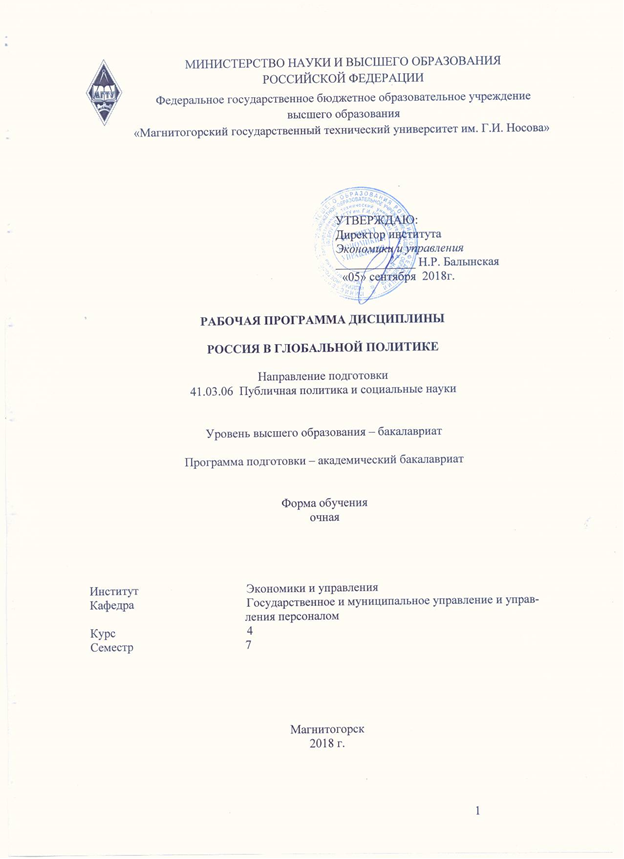 МИНИСТЕРСТВО НАУКИ И ВЫСШЕГО ОБРАЗОВАНИЯ
РОССИЙСКОЙ ФЕДЕРАЦИИ
Федеральное государственное бюджетное образовательное учреждение
высшего образования
«Магнитогорский государственный технический университет им. Г.И. Носова»
МГТУ
УТВЕРЖДАЮ:
Директор института
Экономики и управления
Н.Р. Балынская
«05» сентября 2018г.
РАБОЧАЯ ПРОГРАММА ДИСЦИПЛИНЫ
РОССИЯ В ГЛОБАЛЬНОЙ ПОЛИТИКЕ
Направление подготовки
41.03.06 Публичная политика и социальные науки
Уровень высшего образования – бакалавриат
Программа подготовки – академический бакалавриат
Форма обучения
очная
Институт Экономики и управления
Кафедра Государственное и муниципальное управление и управ-
ления персоналом
Курс 4
Семестр 7
Магнитогорск
2018 г.
1